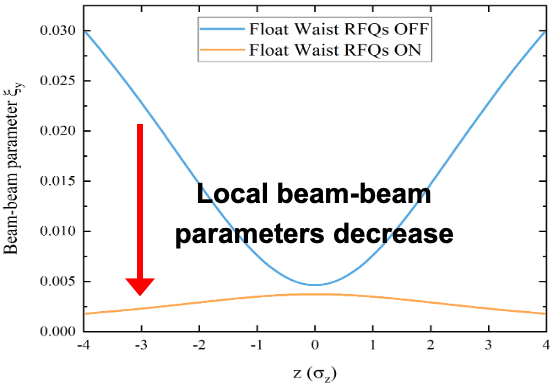 Float Waist RFQs OFF
Float Waist RFQs ON
Beam-beam parameter ξy
0.030
0.025
0.020
0.015
0.010
0.005
0.000
Local beam-beam
parameters decrease
-4 -3 -2 -1 0 1 2 3 4
z (σz)